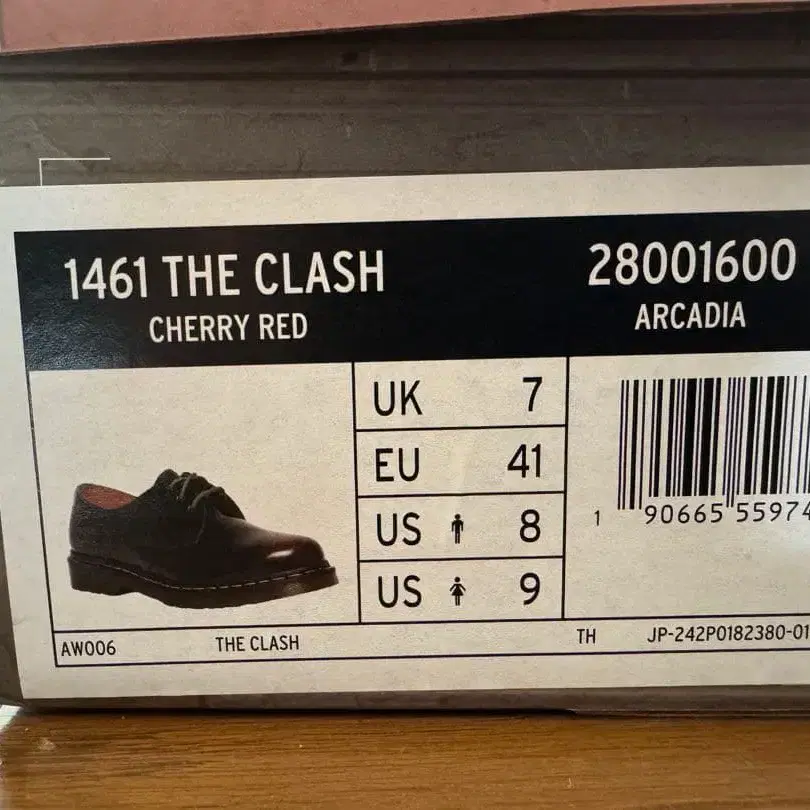 1461 THE CLASH
CHERRY RED
28001600
ARCADIA
UK 7
EU 41
US 8
US 9
1 90665 55974
AW006 THE CLASH TH JP-242P0182380-01